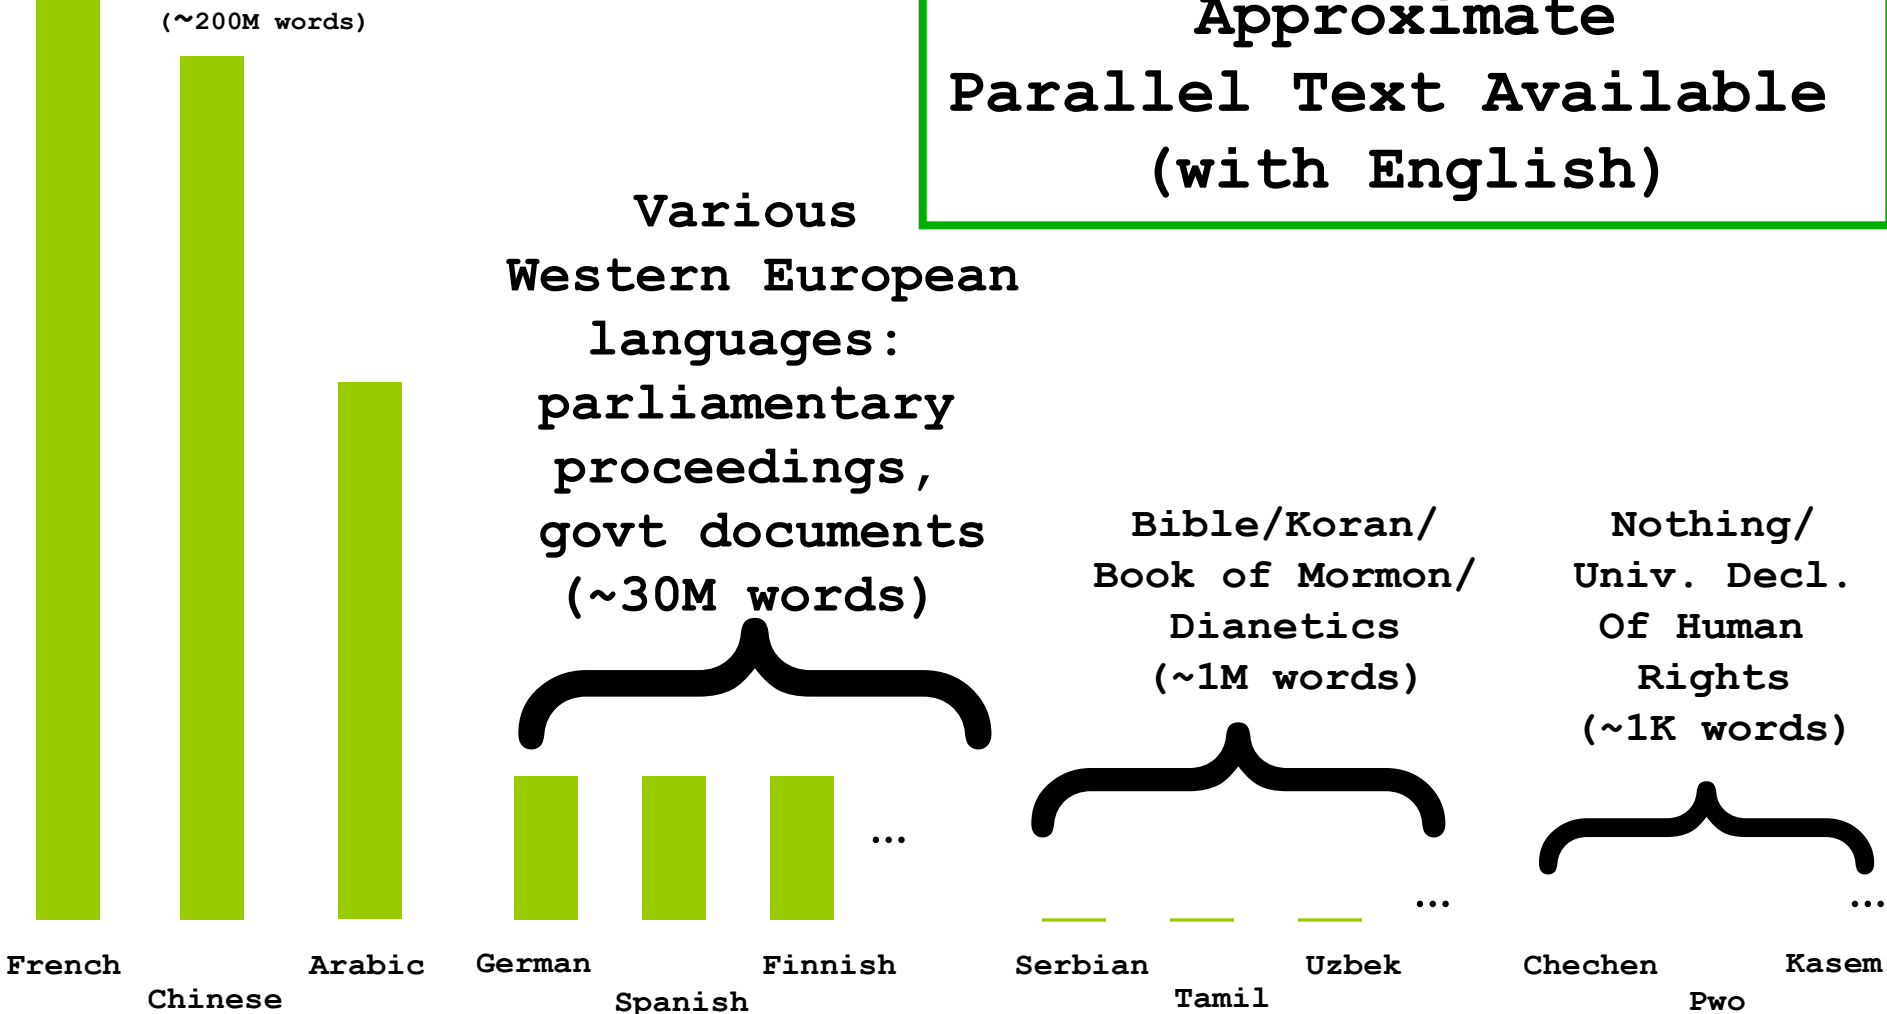 (~200M words)
Approximate
Parallel Text Available
(with English)
Various
Western European
languages:
parliamentary
proceedings,
govt documents
(~30M words)
Bible/Koran/
Book of Mormon/
Dianetics
(~1M words)
Nothing/
Univ. Decl.
Of Human
Rights
(~1K words)
…
…
…
French
Chinese
Arabic
German
Spanish
Finnish
Serbian
Tamil
Uzbek
Chechen
Pwo
Kasem